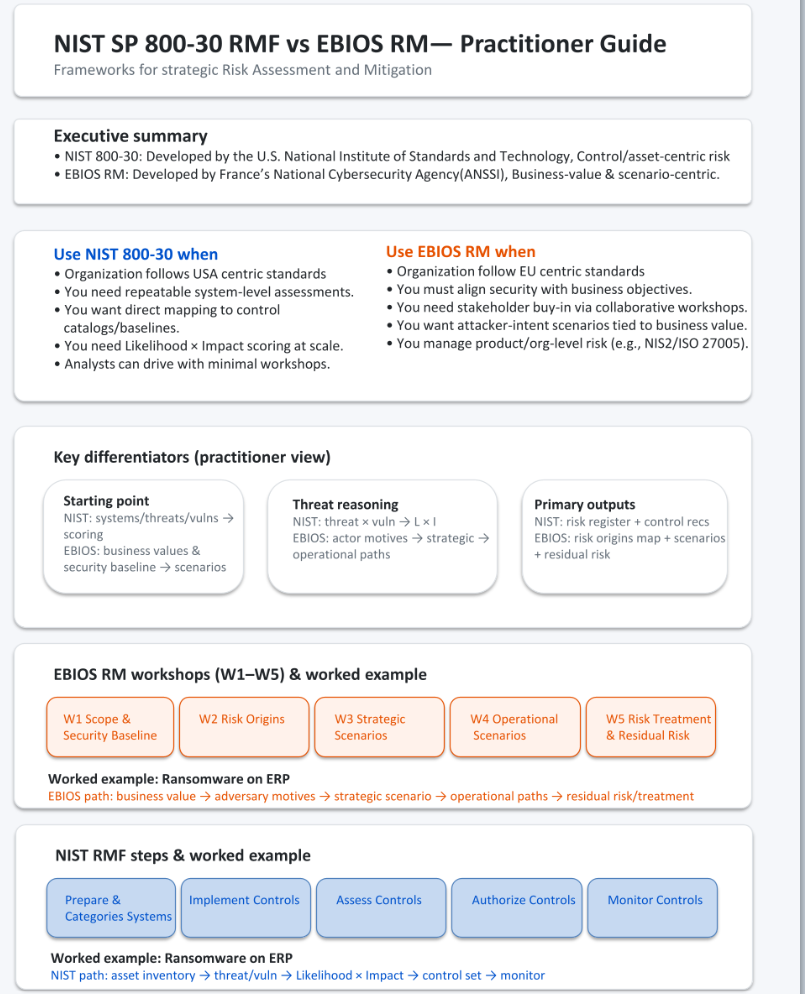 NIST SP 800-30 RMF vs EBIOS RM— Practitioner Guide
Frameworks for strategic Risk Assessment and Mitigation
Executive summary
• NIST 800-30: Developed by the U.S. National Institute of Standards and Technology, Control/asset-centric risk
• EBIOS RM: Developed by France's National Cybersecurity Agency(ANSSI), Business-value & scenario-centric.
Use NIST 800-30 when
• Organization follows USA centric standards
• You need repeatable system-level assessments.
• You want direct mapping to control
catalogs/baselines.
• You need Likelihood × Impact scoring at scale.
• Analysts can drive with minimal workshops.
Use EBIOS RM when
• Organization follow EU centric standards
• You must align security with business objectives.
• You need stakeholder buy-in via collaborative workshops.
• You want attacker-intent scenarios tied to business value.
• You manage product/org-level risk (e.g., NIS2/ISO 27005).
Key differentiators (practitioner view)
Starting point
NIST: systems/threats/vulns →
scoring
EBIOS: business values &
security baseline → scenarios
Threat reasoning
NIST: threat × vuln → L × I
EBIOS: actor motives → strategic →
operational paths
Primary outputs
NIST: risk register + control recs
EBIOS: risk origins map + scenarios
+ residual risk
EBIOS RM workshops (W1–W5) & worked example
W1 Scope &
Security Baseline
W2 Risk Origins
W3 Strategic
Scenarios
W4 Operational
Scenarios
W5 Risk Treatment
& Residual Risk
Worked example: Ransomware on ERP
EBIOS path: business value → adversary motives → strategic scenario → operational paths → residual risk/treatment
NIST RMF steps & worked example
Prepare &
Categories Systems
Implement Controls
Assess Controls
Authorize Controls
Monitor Controls
Worked example: Ransomware on ERP
NIST path: asset inventory → threat/vuln → Likelihood × Impact → control set → monitor